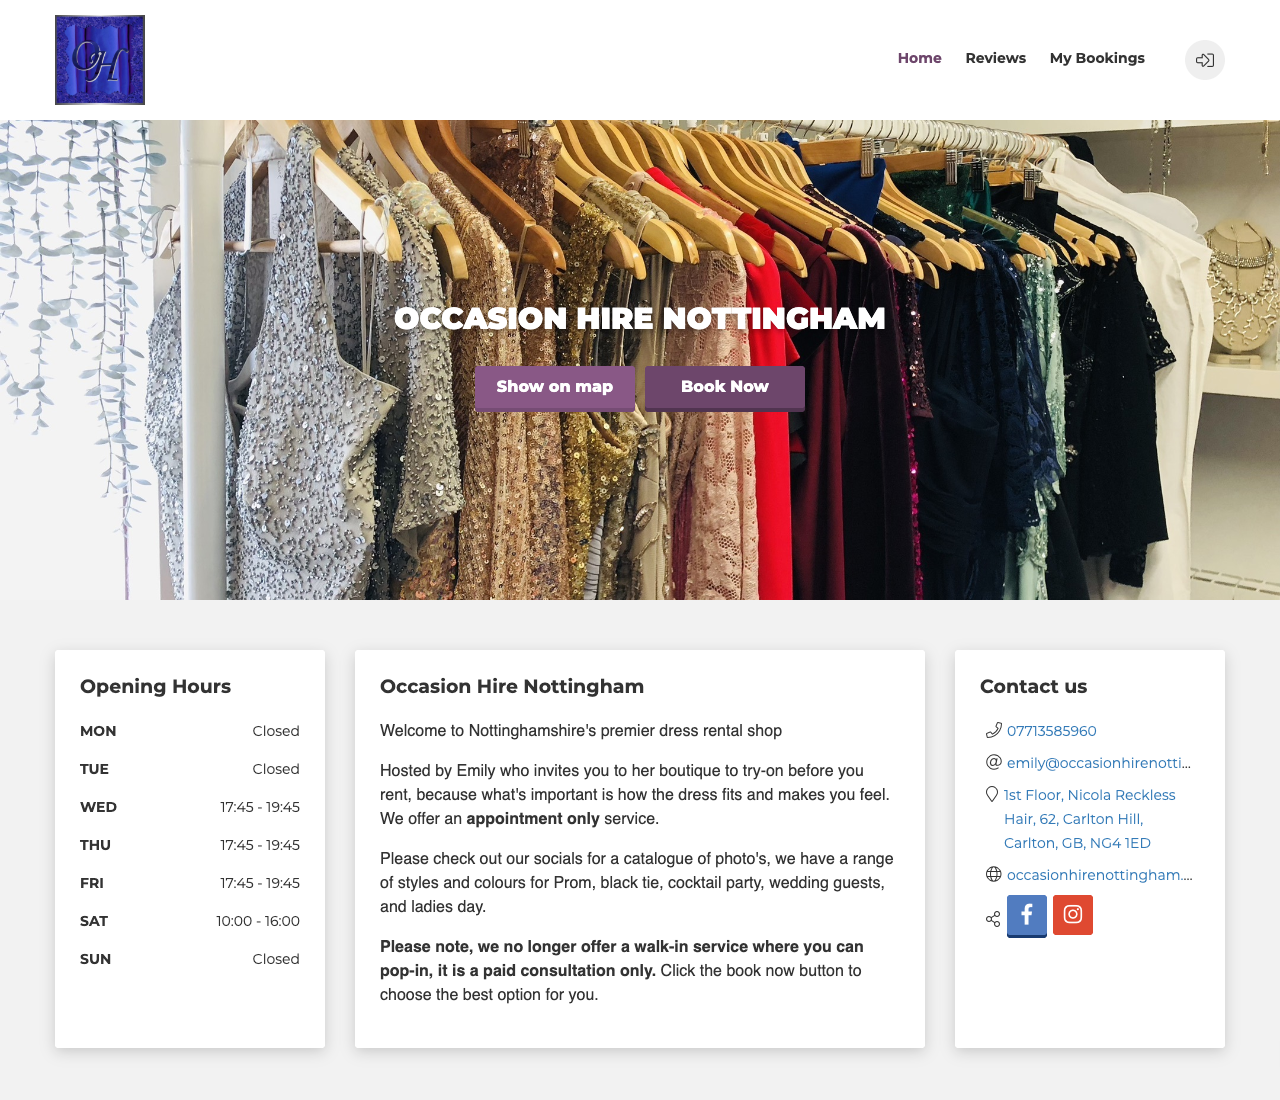 OH
Home Reviews My Bookings
OCCASION HIRE NOTTINGHAM
Show on map Book Now
Opening Hours
MON Closed
TUE Closed
WED 17:45 - 19:45
THU 17:45 - 19:45
FRI 17:45 - 19:45
SAT 10:00 - 16:00
SUN Closed
Occasion Hire Nottingham
Welcome to Nottinghamshire's premier dress rental shop
Hosted by Emily who invites you to her boutique to try-on before you
rent, because what's important is how the dress fits and makes you feel.
We offer an appointment only service.
Please check out our socials for a catalogue of photo's, we have a range
of styles and colours for Prom, black tie, cocktail party, wedding guests,
and ladies day.
Please note, we no longer offer a walk-in service where you can
pop-in, it is a paid consultation only. Click the book now button to
choose the best option for you.
Contact us
07713585960
emily@occasionhirenotti...
1st Floor, Nicola Reckless
Hair, 62, Carlton Hill,
Carlton, GB, NG4 1ED
occasionhirenottingham....